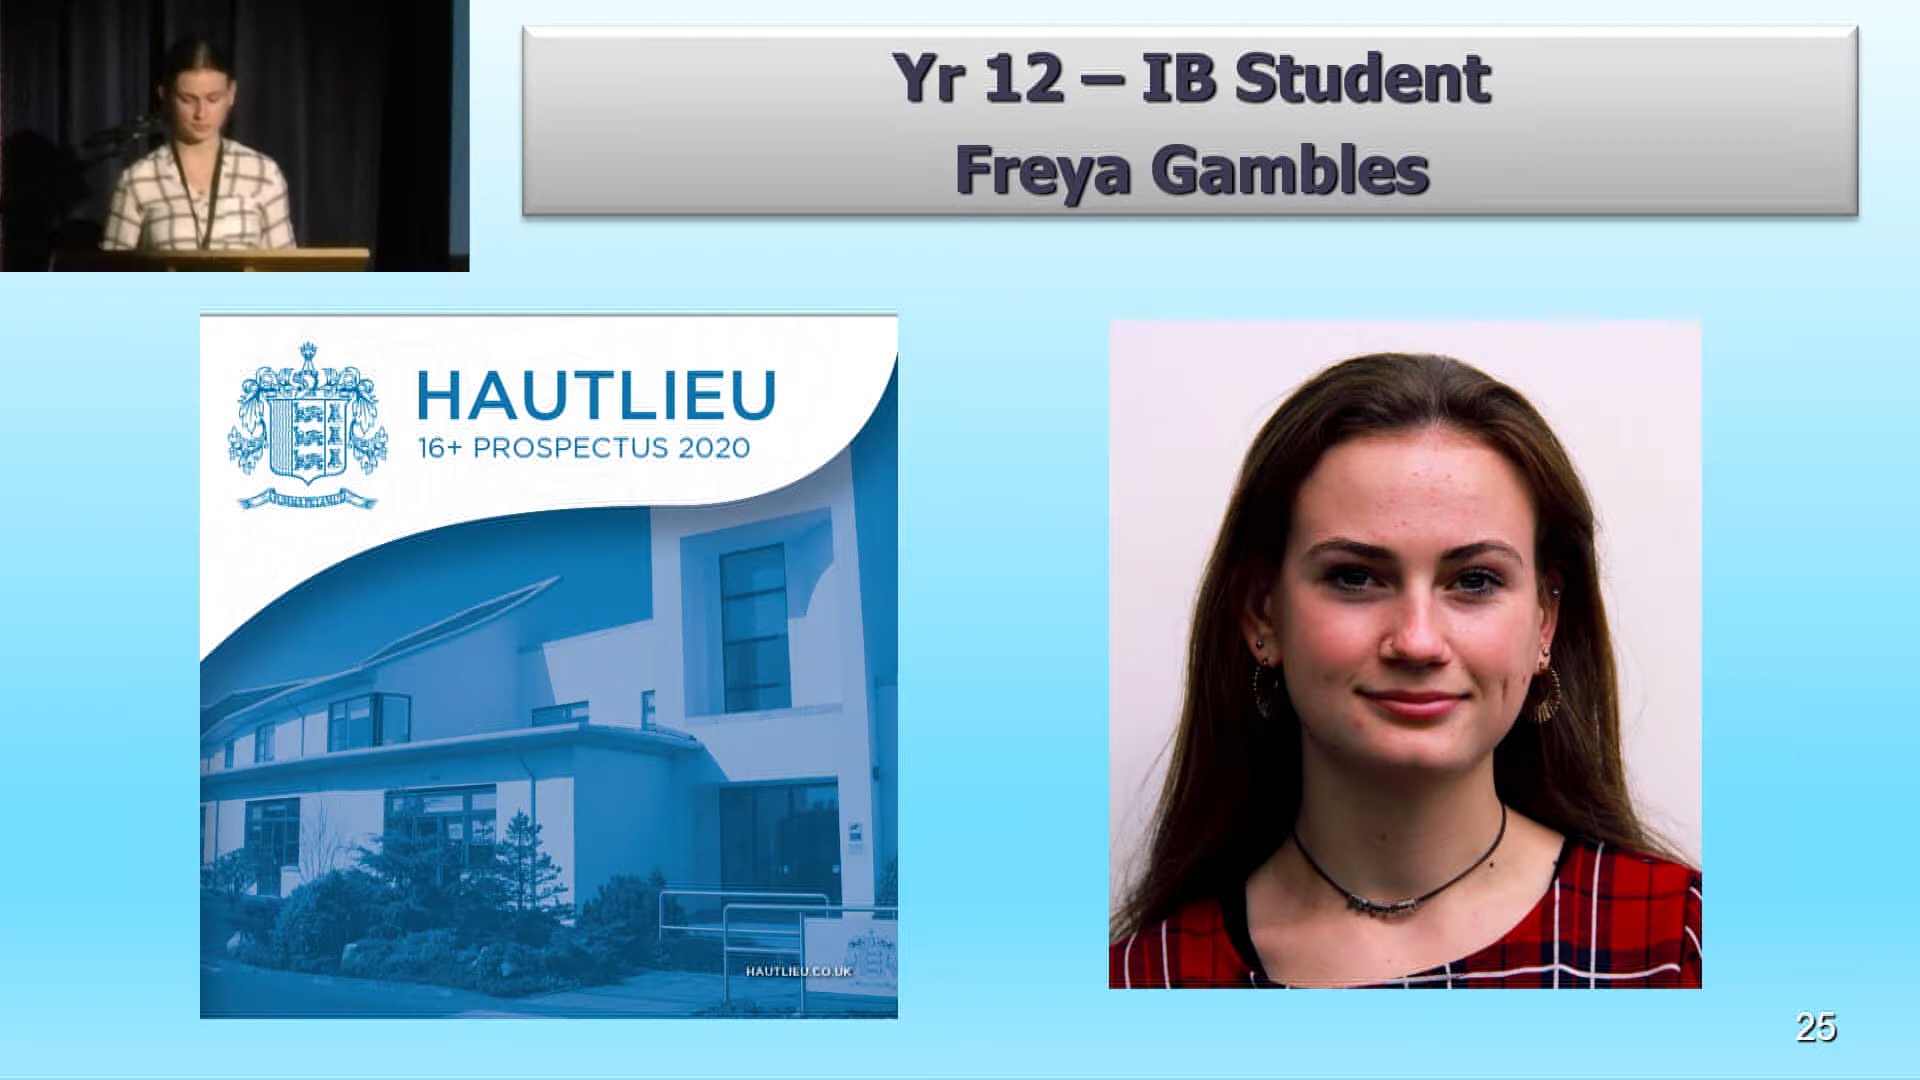 Yr 12 – IB Student
Freya Gambles
HAUTLIEU
16+ PROSPECTUS 2020
HAUTLIEU.CO.UK
25